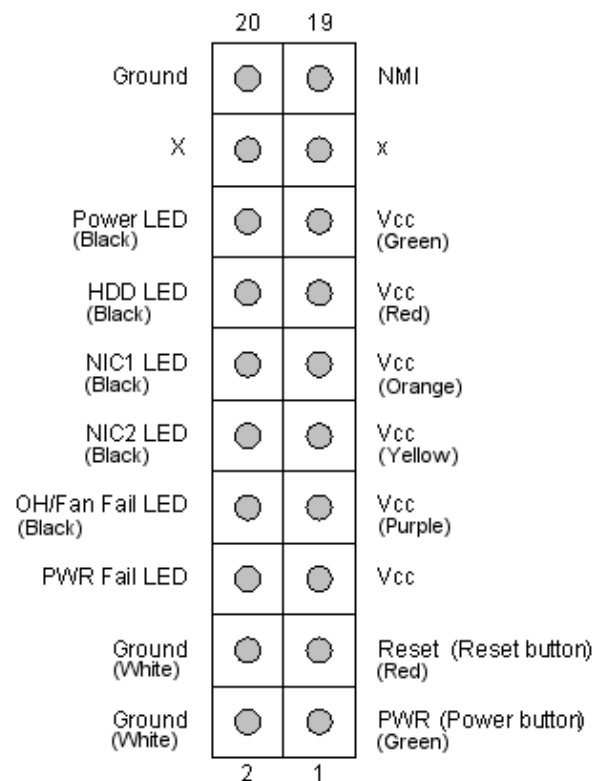 20 19
Ground NMI
X x
Power LED Vcc
(Black) (Green)
HDD LED Vcc
(Black) (Red)
NIC1 LED Vcc
(Black) (Orange)
NIC2 LED Vcc
(Black) (Yellow)
OH/Fan Fail LED Vcc
(Black) (Purple)
PWR Fail LED Vcc
Ground Reset (Reset button)
(White) (Red)
Ground PWR (Power button)
(White) (Green)
2 1